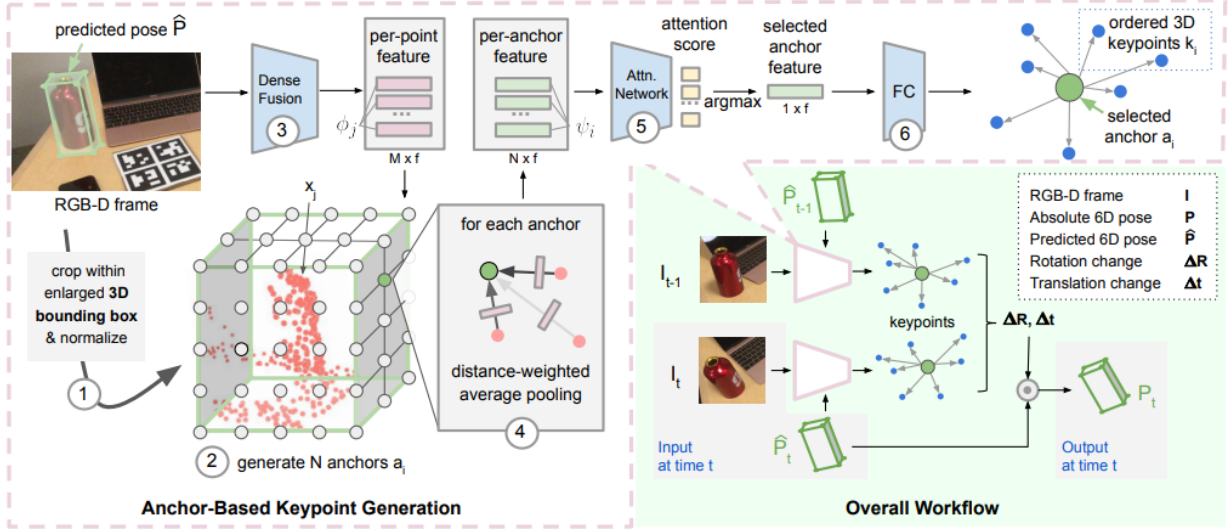 predicted pose P̂
RGB-D frame
crop within
enlarged 3D
bounding box
& normalize
1
2
generate N anchors aᵢ
xⱼ
Dense
Fusion
3
per-point
feature
...
ϕⱼ
M x f
per-anchor
feature
...
ψᵢ
N x f
for each anchor
distance-weighted
average pooling
4
Attn.
Network
5
attention
score
...
argmax
selected
anchor
feature
1 x f
FC
6
ordered 3D
keypoints kᵢ
selected
anchor aᵢ
Anchor-Based Keypoint Generation
P̂ₜ₋₁
Iₜ₋₁
Iₜ
keypoints
ΔR, Δt
RGB-D frame I
Absolute 6D pose P
Predicted 6D pose P̂
Rotation change ΔR
Translation change Δt
Input
at time t
P̂ₜ
Pₜ
Output
at time t
Overall Workflow